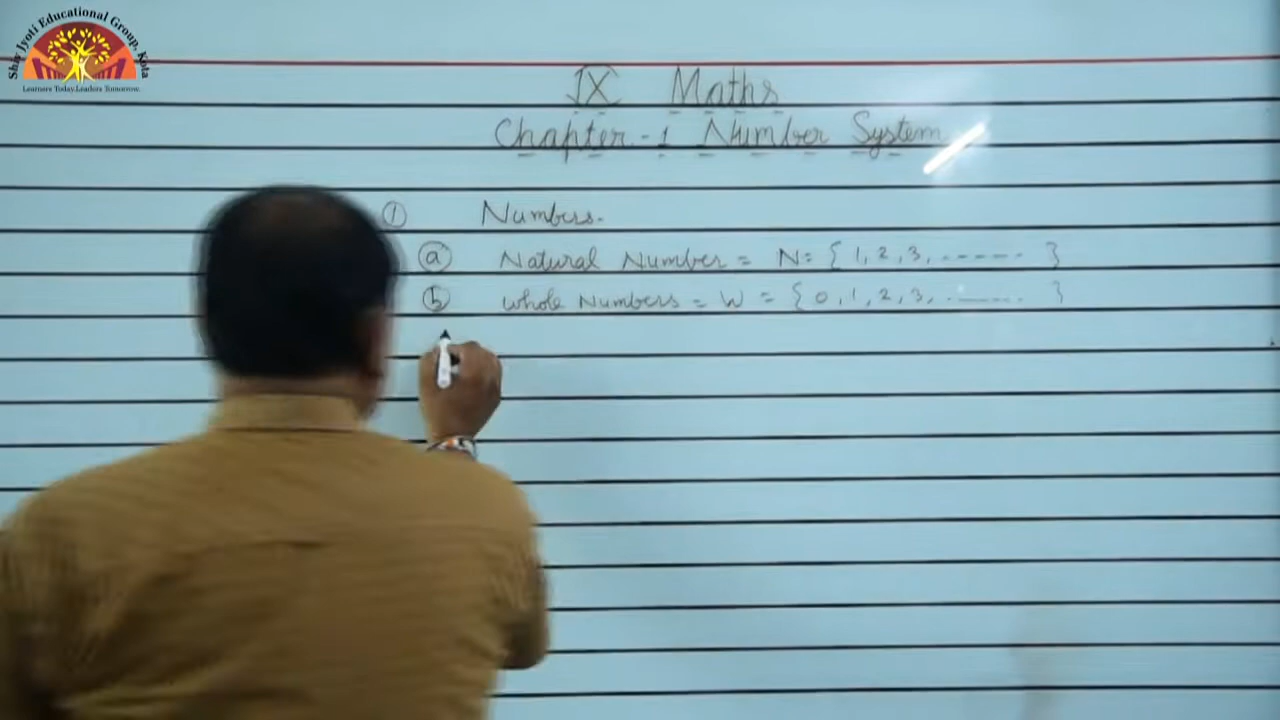 Shiv Jyoti Educational Group, Kota
Learners Today.Leaders Tomorrow.
IX Maths
Chapter-1 Number System
① Numbers.
ⓐ Natural Number = N= { 1, 2, 3, ------ }
ⓑ Whole Numbers = W = { 0, 1, 2, 3, ------ }